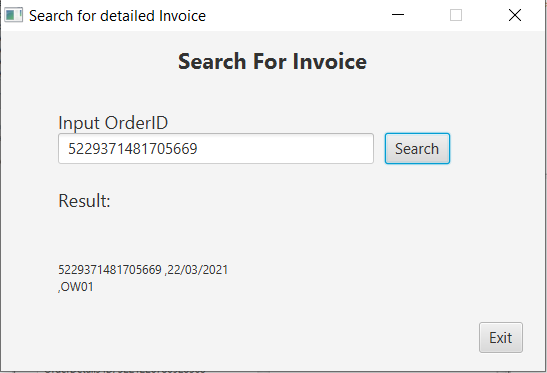 Search for detailed Invoice
Search For Invoice
Input OrderID
5229371481705669
Search
Result:
5229371481705669 ,22/03/2021
,OW01
Exit